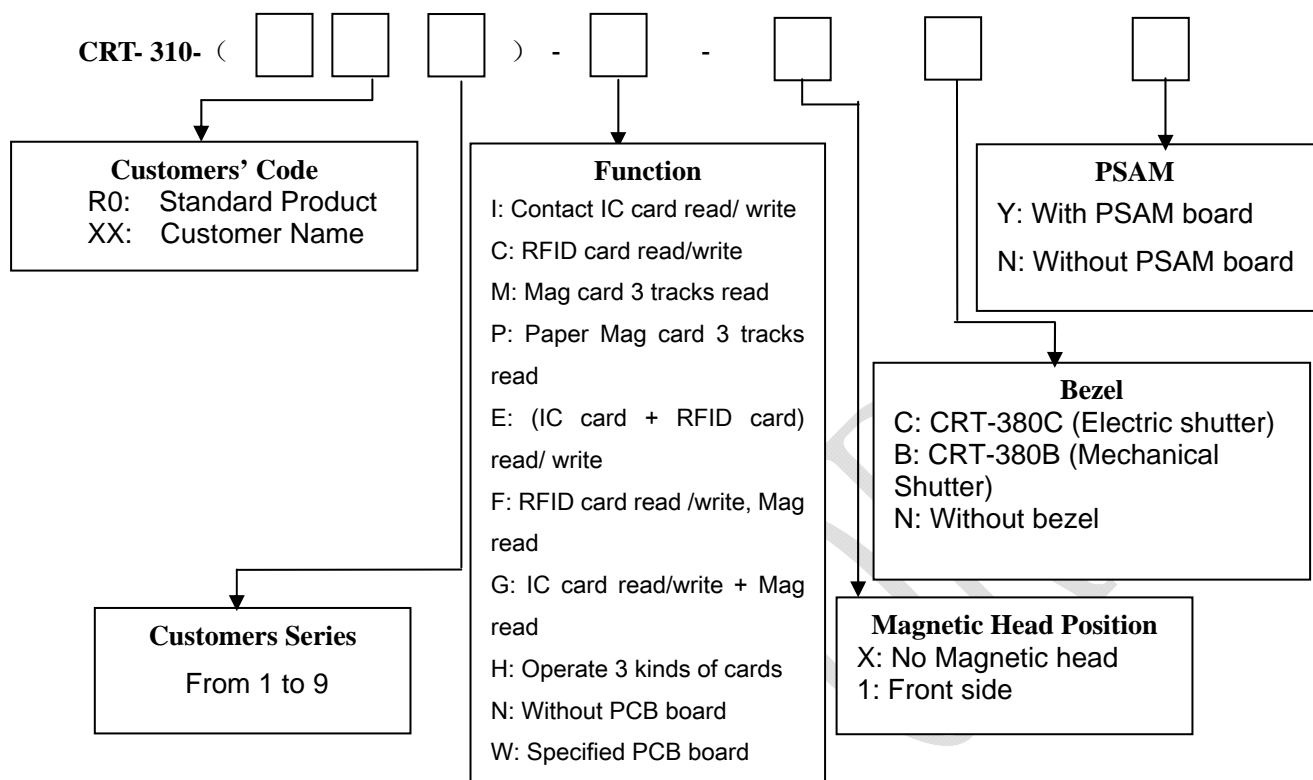 CRT- 310-（ ） - -
Customers’ Code
R0: Standard Product
XX: Customer Name
Customers Series
From 1 to 9
Function
I: Contact IC card read/ write
C: RFID card read/write
M: Mag card 3 tracks read
P: Paper Mag card 3 tracks
read
E: (IC card + RFID card)
read/ write
F: RFID card read /write, Mag
read
G: IC card read/write + Mag
read
H: Operate 3 kinds of cards
N: Without PCB board
W: Specified PCB board
PSAM
Y: With PSAM board
N: Without PSAM board
Bezel
C: CRT-380C (Electric shutter)
B: CRT-380B (Mechanical
Shutter)
N: Without bezel
Magnetic Head Position
X: No Magnetic head
1: Front side